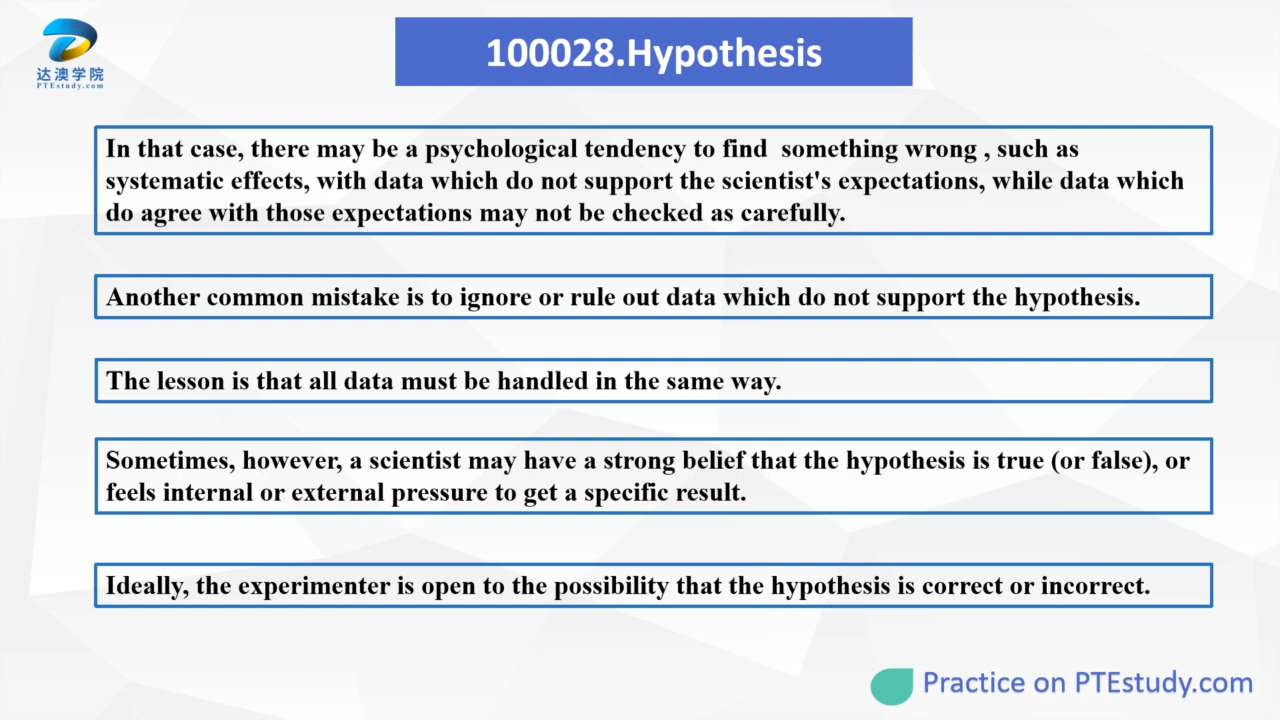 达澳学院
PTEstudy.com
100028.Hypothesis
In that case, there may be a psychological tendency to find  something wrong , such as
systematic effects, with data which do not support the scientist's expectations, while data which
do agree with those expectations may not be checked as carefully.
Another common mistake is to ignore or rule out data which do not support the hypothesis.
The lesson is that all data must be handled in the same way.
Sometimes, however, a scientist may have a strong belief that the hypothesis is true (or false), or
feels internal or external pressure to get a specific result.
Ideally, the experimenter is open to the possibility that the hypothesis is correct or incorrect.
Practice on PTEstudy.com